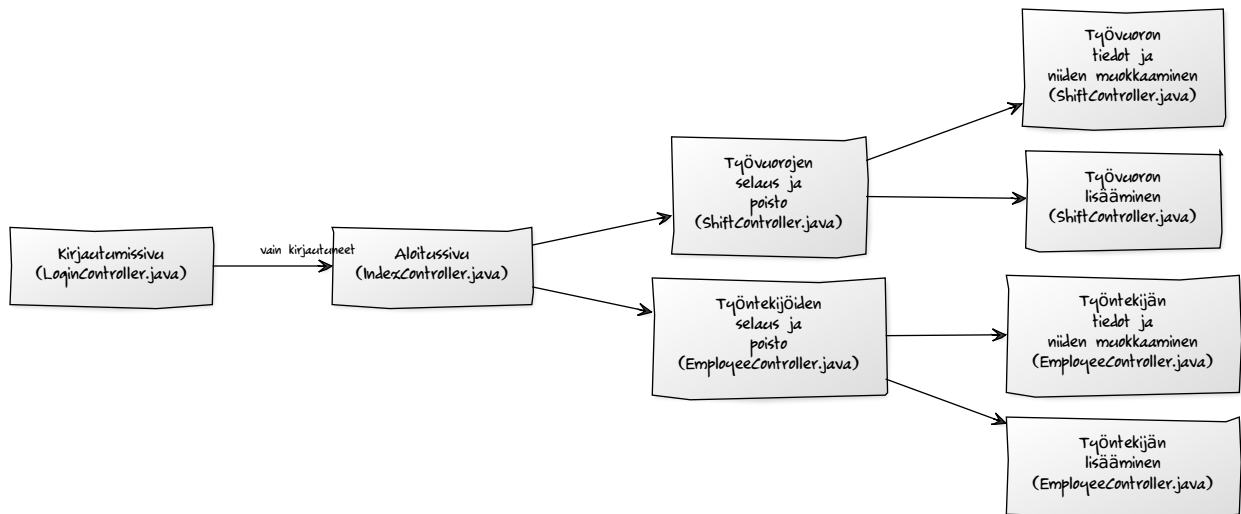 Kirjautumissivu
(LoginController.java)
vain kirjautuneet
Aloitussivu
(IndexController.java)
Työvuorojen
selaus ja
poisto
(ShiftController.java)
Työntekijöiden
selaus ja
poisto
(EmployeeController.java)
Työvuoron
tiedot ja
niiden muokkaaminen
(ShiftController.java)
Työvuoron
lisääminen
(ShiftController.java)
Työntekijän
tiedot ja
niiden muokkaaminen
(EmployeeController.java)
Työntekijän
lisääminen
(EmployeeController.java)